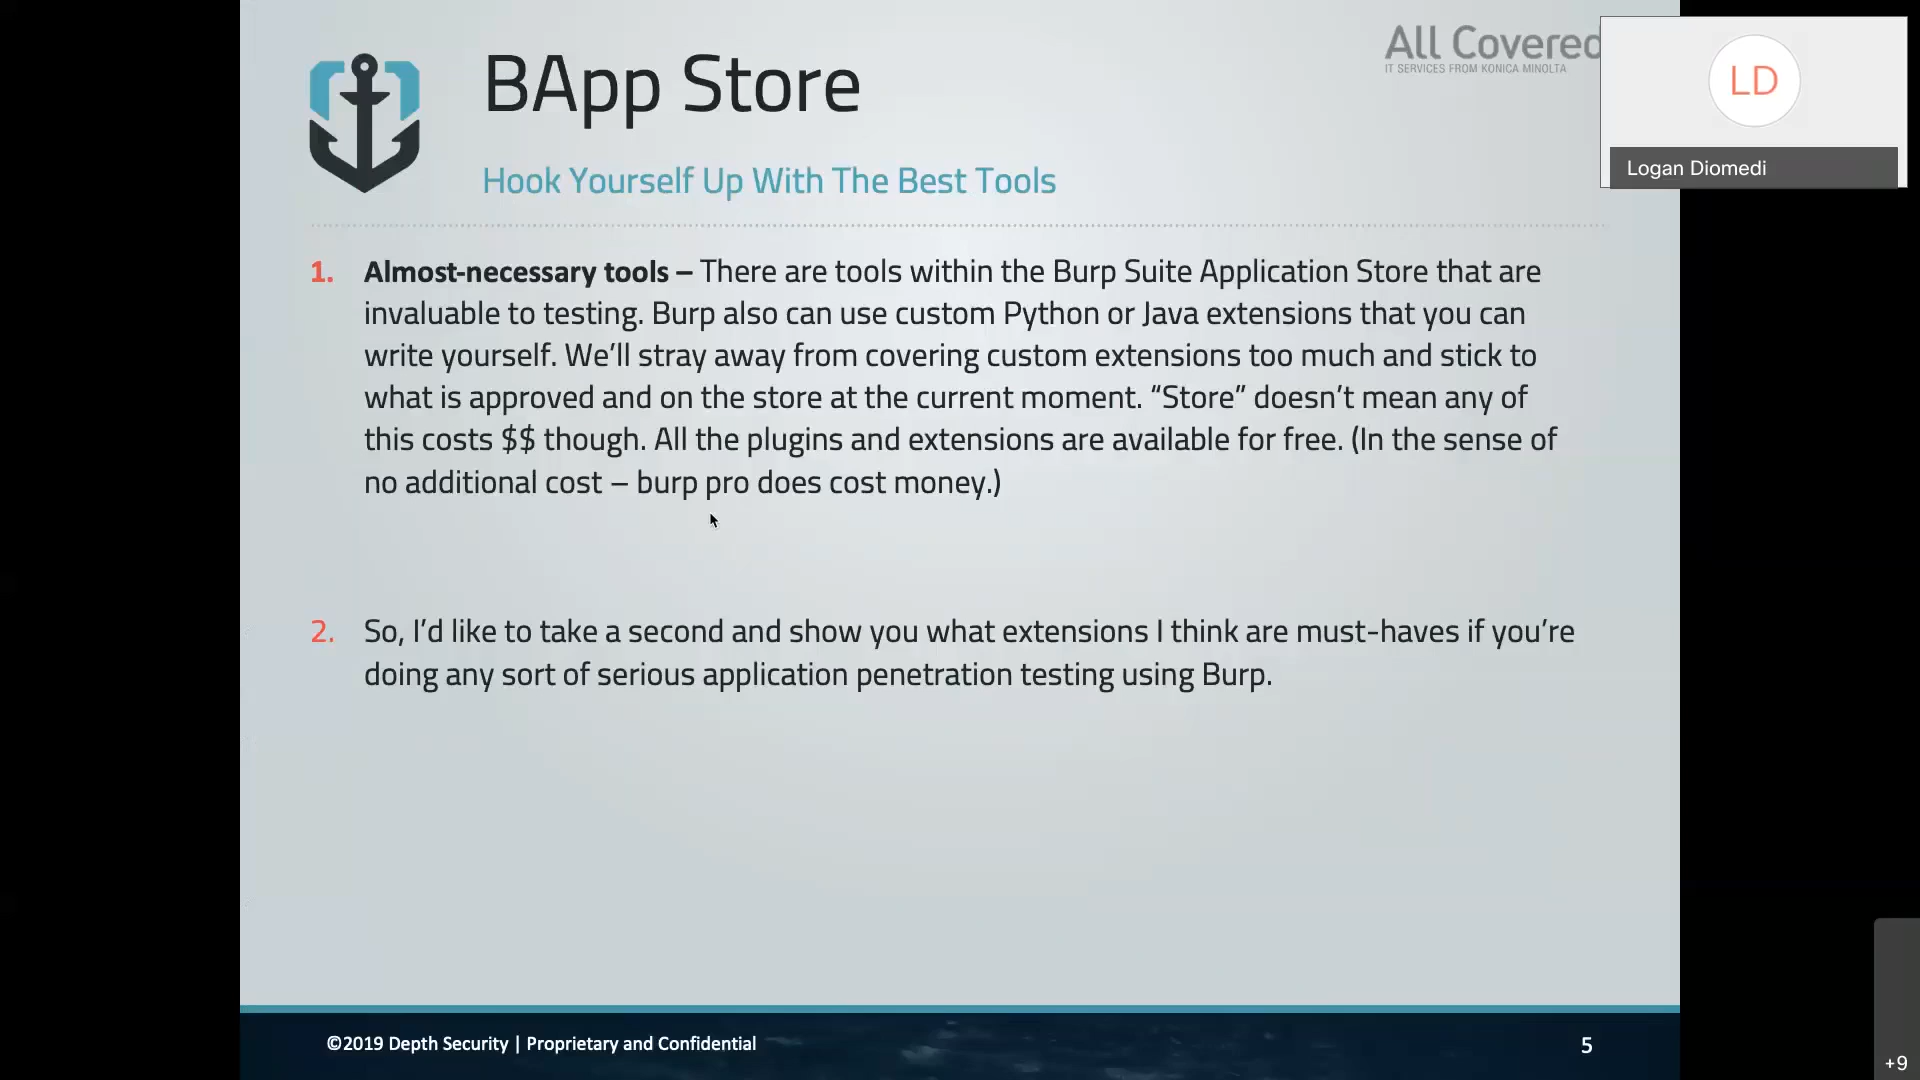 BApp Store
Hook Yourself Up With The Best Tools
All Covered
IT SERVICES FROM KONICA MINOLTA
LD
Logan Diomedi
1. Almost-necessary tools – There are tools within the Burp Suite Application Store that are
invaluable to testing. Burp also can use custom Python or Java extensions that you can
write yourself. We’ll stray away from covering custom extensions too much and stick to
what is approved and on the store at the current moment. “Store” doesn’t mean any of
this costs $$ though. All the plugins and extensions are available for free. (In the sense of
no additional cost – burp pro does cost money.)
2. So, I’d like to take a second and show you what extensions I think are must-haves if you’re
doing any sort of serious application penetration testing using Burp.
©2019 Depth Security | Proprietary and Confidential
5
+9